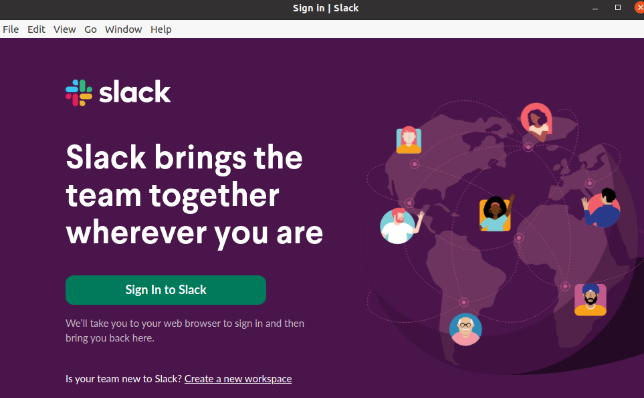 Sign in | Slack
File Edit View Go Window Help
slack
Slack brings the
team together
wherever you are
Sign In to Slack
We'll take you to your web browser to sign in and then
bring you back here.
Is your team new to Slack? Create a new workspace